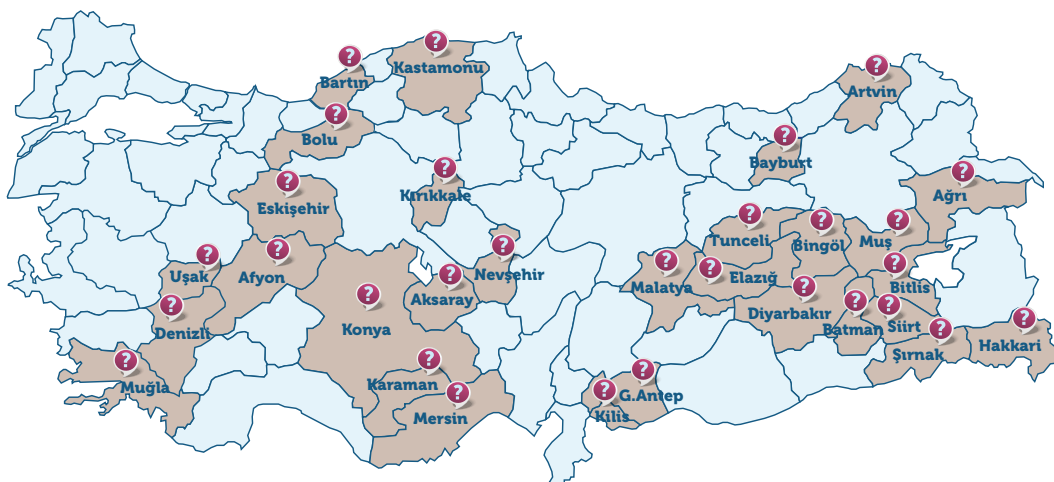 ?
Kastamonu
?
Bartın
?
Artvin
?
Bolu
?
Bayburt
?
Kırıkkale
?
Ağrı
?
Eskişehir
?
Tunceli
?
Bingöl
?
Muş
?
Uşak
?
Afyon
?
Nevşehir
?
Malatya
?
Elazığ
?
Bitlis
?
Aksaray
?
Konya
?
Denizli
?
Diyarbakır
?
Batman
?
Siirt
?
Şırnak
?
Hakkari
?
Muğla
?
Karaman
?
Mersin
?
G.Antep
?
Kilis